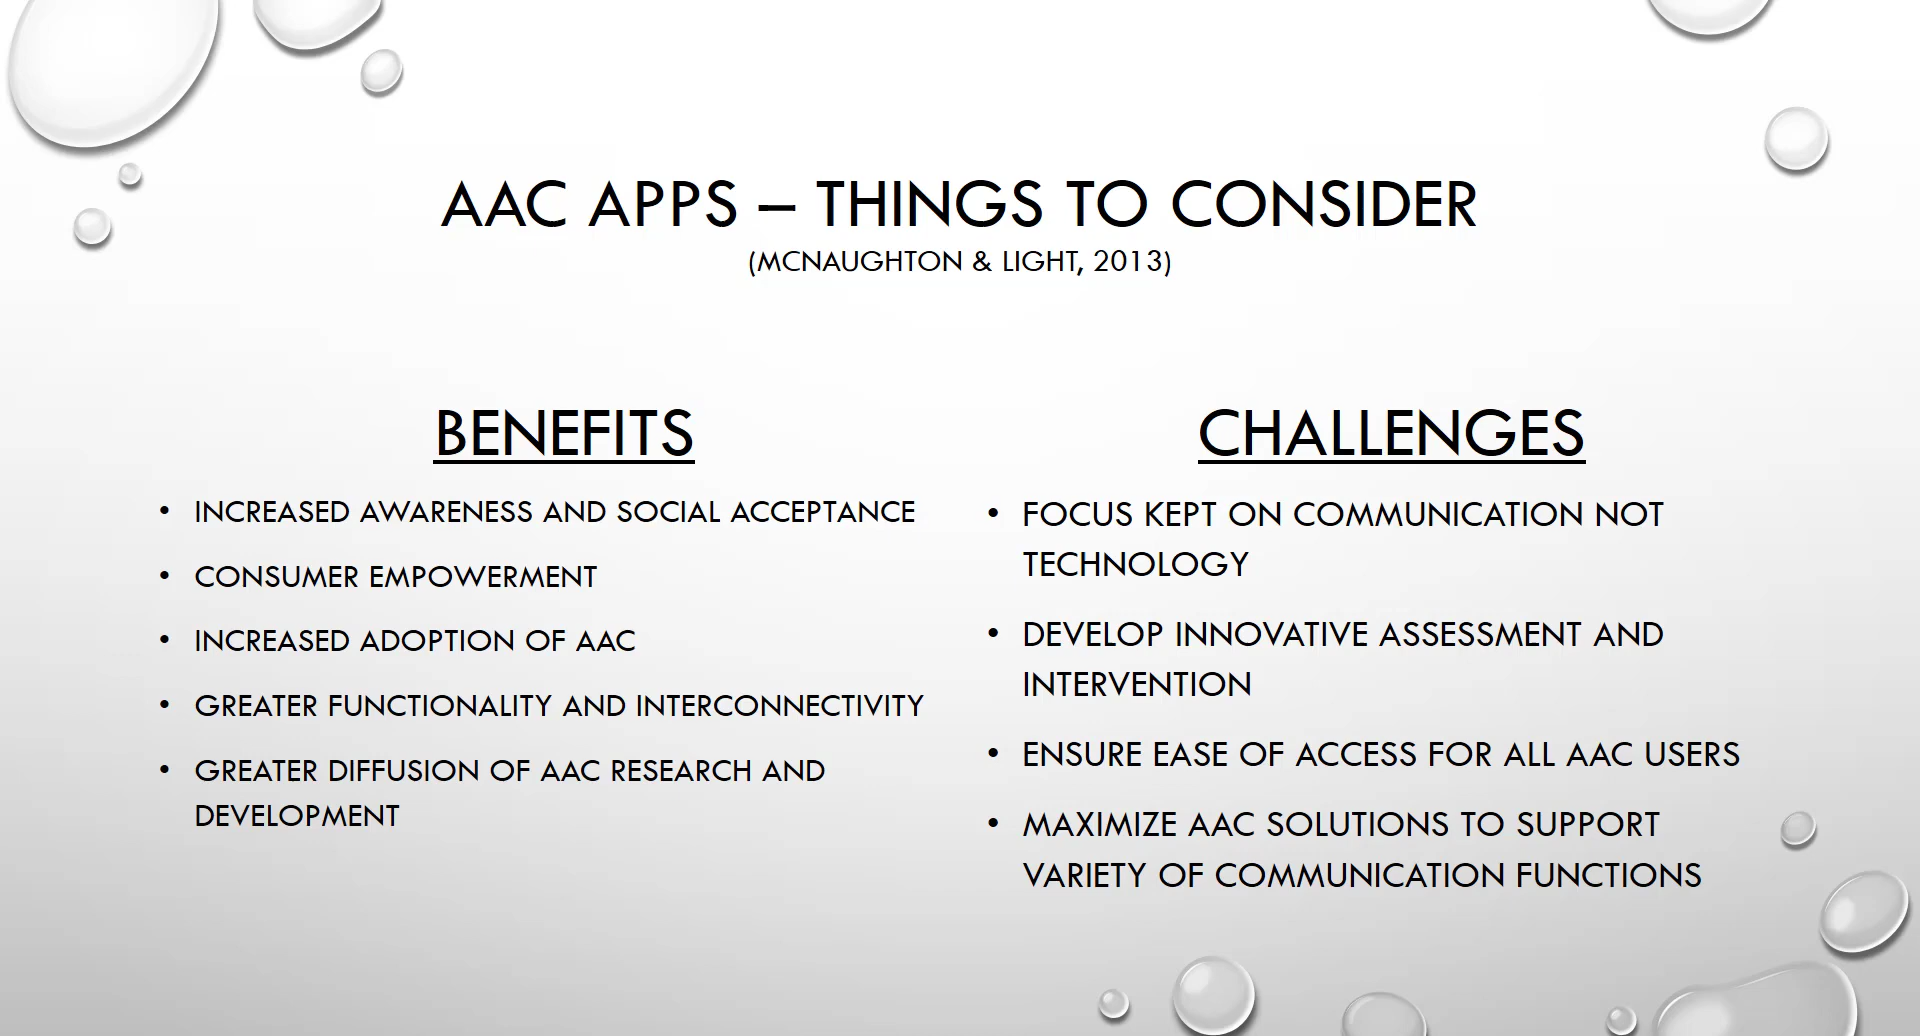 AAC APPS – THINGS TO CONSIDER
(MCNAUGHTON & LIGHT, 2013)
BENEFITS
• INCREASED AWARENESS AND SOCIAL ACCEPTANCE
• CONSUMER EMPOWERMENT
• INCREASED ADOPTION OF AAC
• GREATER FUNCTIONALITY AND INTERCONNECTIVITY
• GREATER DIFFUSION OF AAC RESEARCH AND
DEVELOPMENT
CHALLENGES
• FOCUS KEPT ON COMMUNICATION NOT
TECHNOLOGY
• DEVELOP INNOVATIVE ASSESSMENT AND
INTERVENTION
• ENSURE EASE OF ACCESS FOR ALL AAC USERS
• MAXIMIZE AAC SOLUTIONS TO SUPPORT
VARIETY OF COMMUNICATION FUNCTIONS